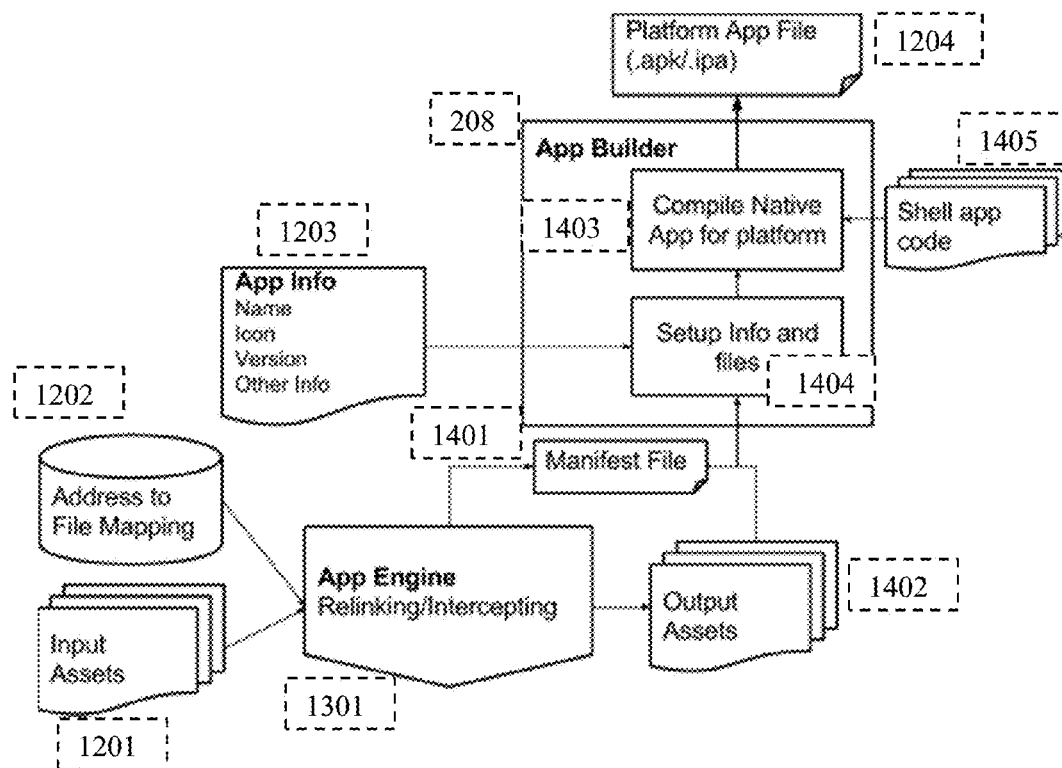 Platform App File
(.apk/.ipa)
1204
208
App Builder
1405
Compile Native
App for platform
1403
Shell app
code
1203
App Info
Name
Icon
Version
Other Info
Setup Info and
files
1404
1202
1401
Manifest File
Address to
File Mapping
App Engine
Relinking/Intercepting
Output
Assets
1402
Input
Assets
1301
1201